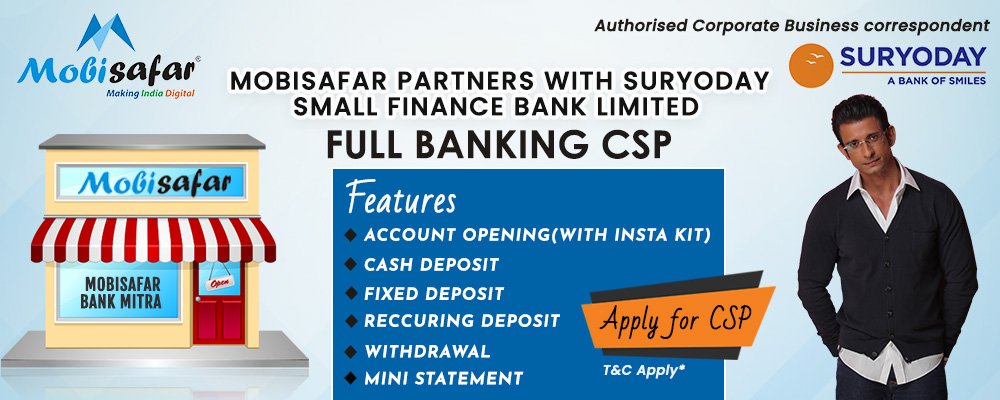 Mobisafar®
Making India Digital
Authorised Corporate Business correspondent
SURYODAY
A BANK OF SMILES
MOBISAFAR PARTNERS WITH SURYODAY
SMALL FINANCE BANK LIMITED
FULL BANKING CSP
Mobisafar
MOBISAFAR
BANK MITRA
Open
Features
ACCOUNT OPENING(WITH INSTA KIT)
CASH DEPOSIT
FIXED DEPOSIT
RECCURING DEPOSIT
WITHDRAWAL
MINI STATEMENT
Apply for CSP
T&C Apply*